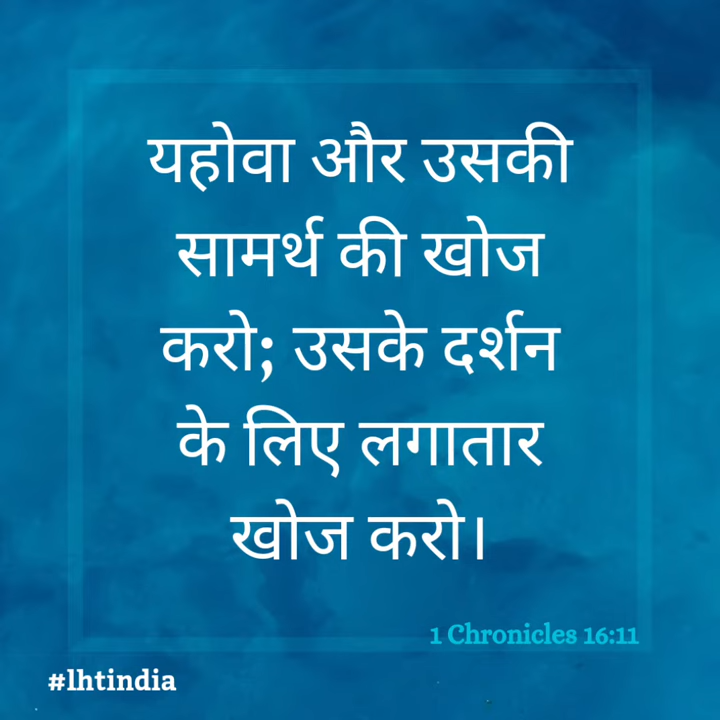 यहोवा और उसकी
सामर्थ की खोज
करो; उसके दर्शन
के लिए लगातार
खोज करो।
1 Chronicles 16:11
#lhtindia